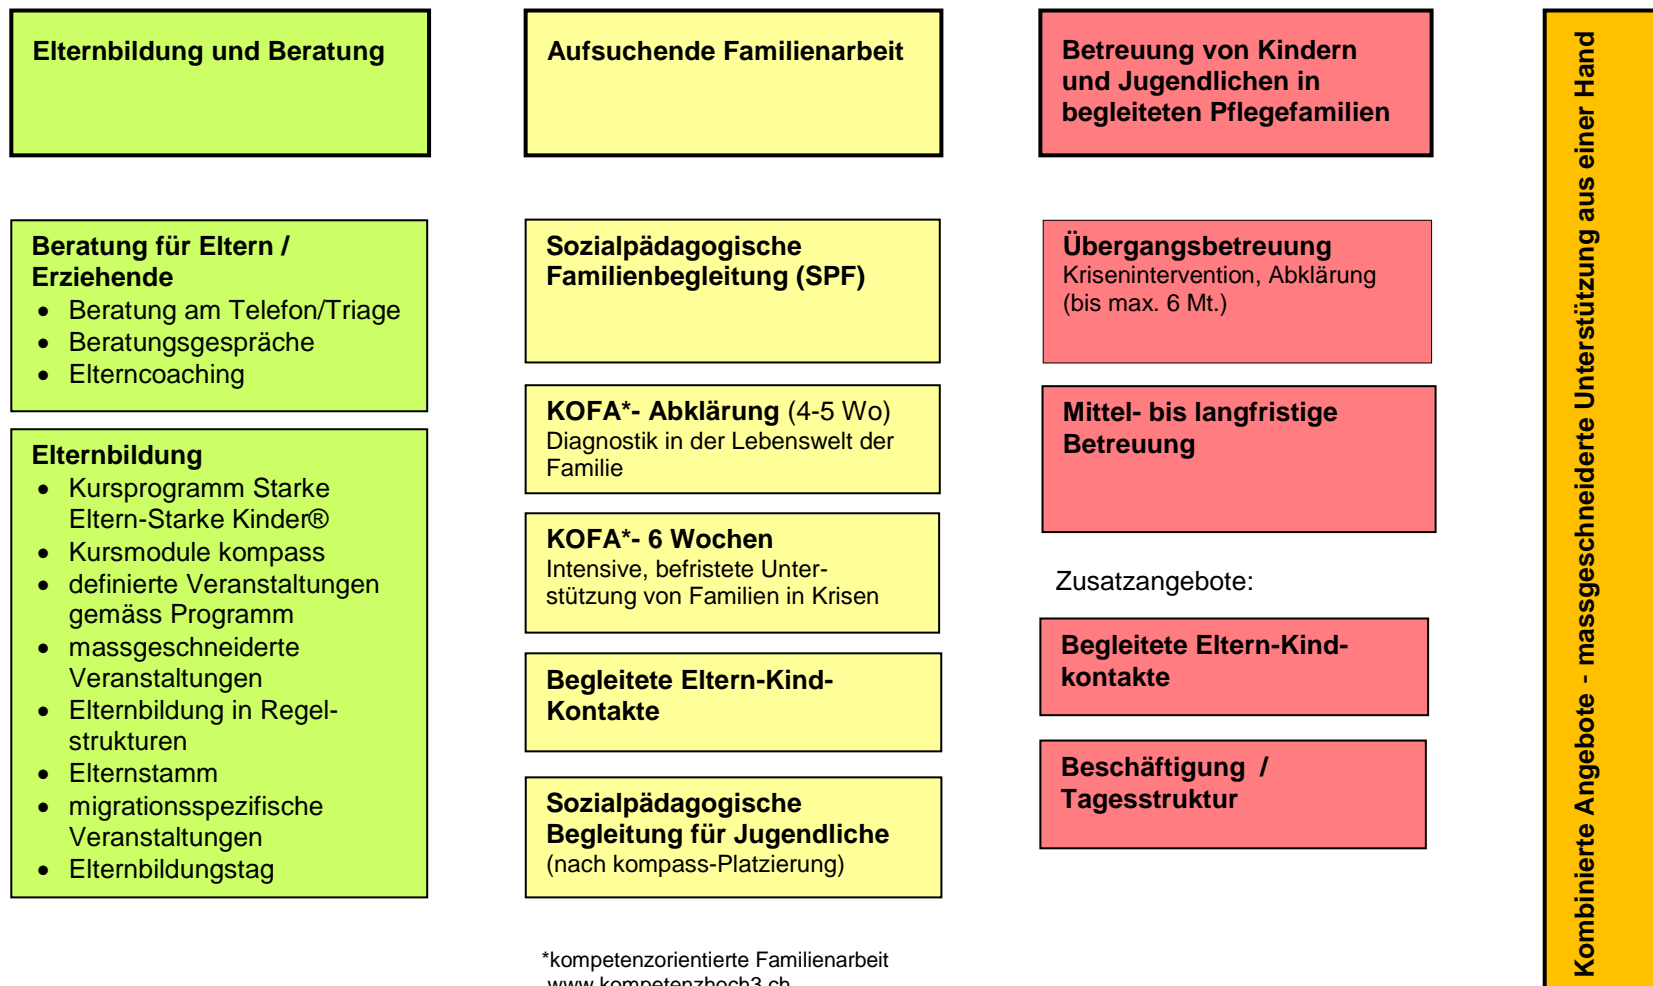 Elternbildung und Beratung
Beratung für Eltern /
Erziehende
• Beratung am Telefon/Triage
• Beratungsgespräche
• Elterncoaching
Elternbildung
• Kursprogramm Starke
Eltern-Starke Kinder®
• Kursmodule kompass
• definierte Veranstaltungen
gemäss Programm
• massgeschneiderte
Veranstaltungen
• Elternbildung in Regel-
strukturen
• Elternstamm
• migrationsspezifische
Veranstaltungen
• Elternbildungstag
Aufsuchende Familienarbeit
Sozialpädagogische
Familienbegleitung (SPF)
KOFA*- Abklärung (4-5 Wo)
Diagnostik in der Lebenswelt der
Familie
KOFA*- 6 Wochen
Intensive, befristete Unter-
stützung von Familien in Krisen
Begleitete Eltern-Kind-
Kontakte
Sozialpädagogische
Begleitung für Jugendliche
(nach kompass-Platzierung)
*kompetenzorientierte Familienarbeit
www.kompetenzhoch3.ch
Betreuung von Kindern
und Jugendlichen in
begleiteten Pflegefamilien
Übergangsbetreuung
Krisenintervention, Abklärung
(bis max. 6 Mt.)
Mittel- bis langfristige
Betreuung
Zusatzangebote:
Begleitete Eltern-Kind-
kontakte
Beschäftigung /
Tagesstruktur
Kombinierte Angebote - massgeschneiderte Unterstützung aus einer Hand